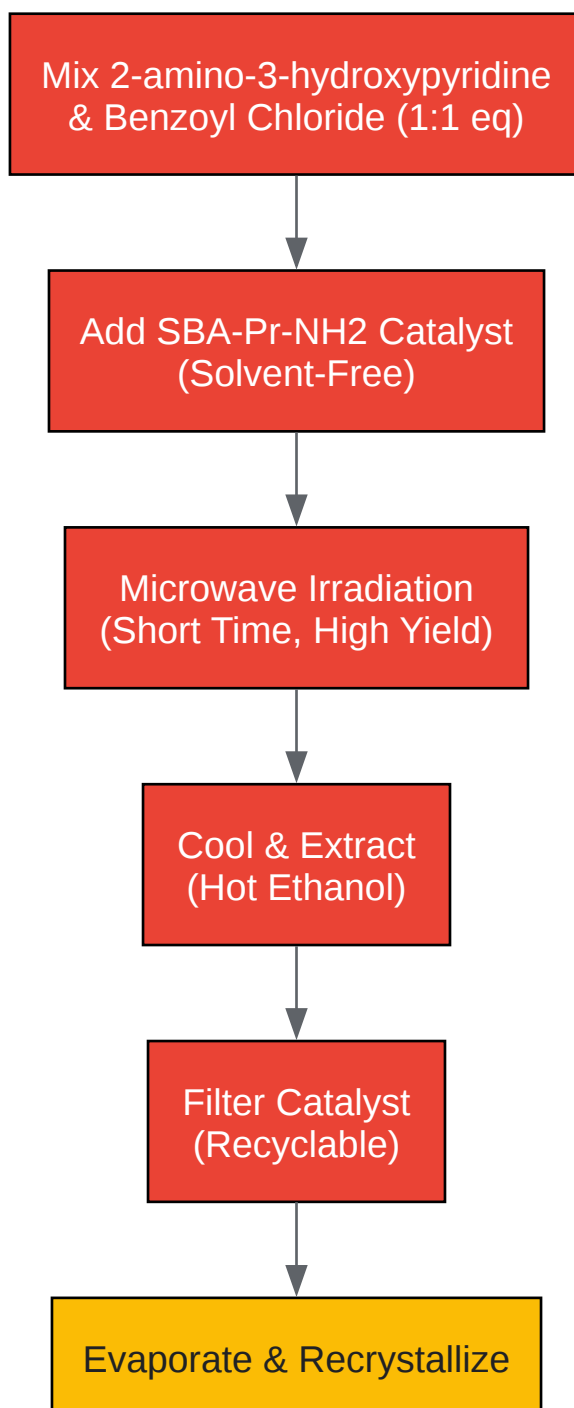 Mix 2-amino-3-hydroxypyridine
& Benzoyl Chloride (1:1 eq)
Add SBA-Pr-NH2 Catalyst
(Solvent-Free)
Microwave Irradiation
(Short Time, High Yield)
Cool & Extract
(Hot Ethanol)
Filter Catalyst
(Recyclable)
Evaporate & Recrystallize